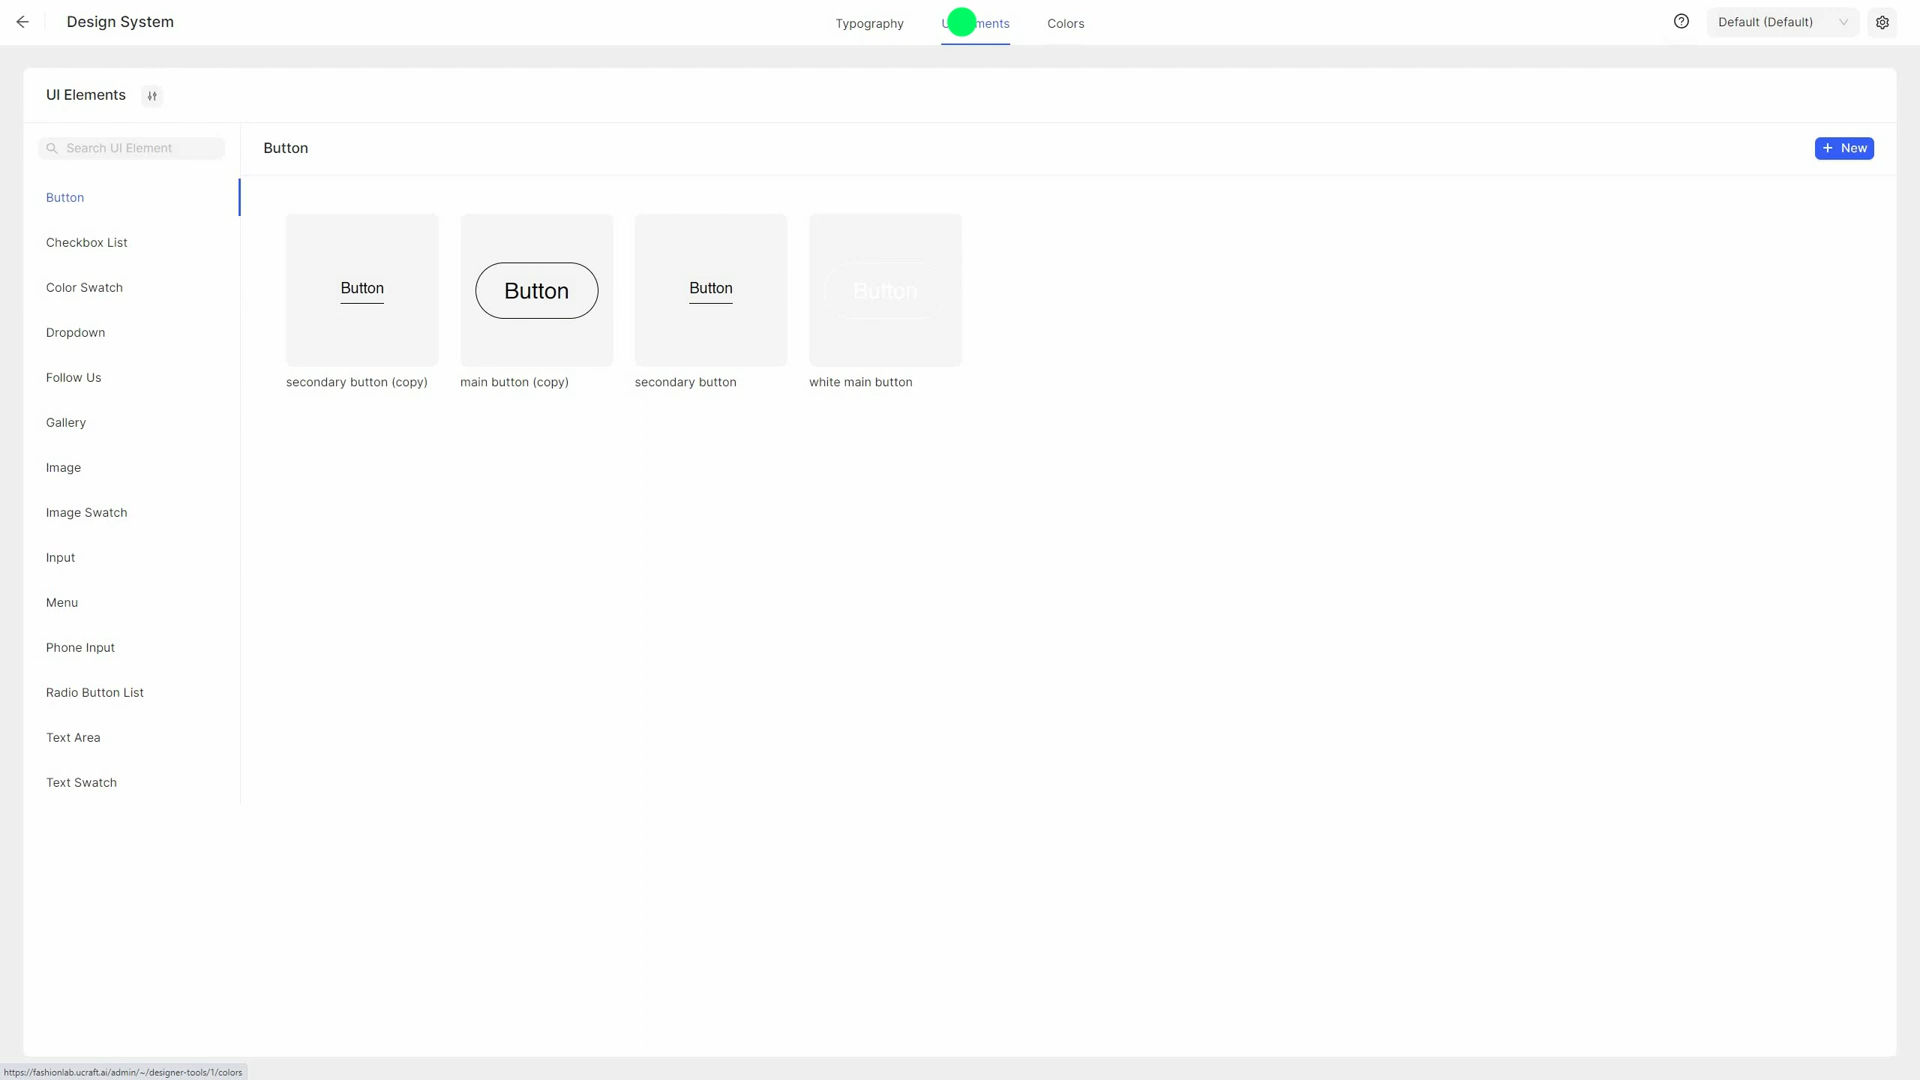 Design System
Typography
Colors
Default (Default)
UI Elements
Search UI Element
Button
+ New
Button
Checkbox List
Color Swatch
Dropdown
Follow Us
Gallery
Image
Image Swatch
Input
Menu
Phone Input
Radio Button List
Text Area
Text Swatch
Button
Button
Button
Button
secondary button (copy)
main button (copy)
secondary button
white main button
https://fashionlab.ucraft.ai/admin/~/designer-tools/1/colors